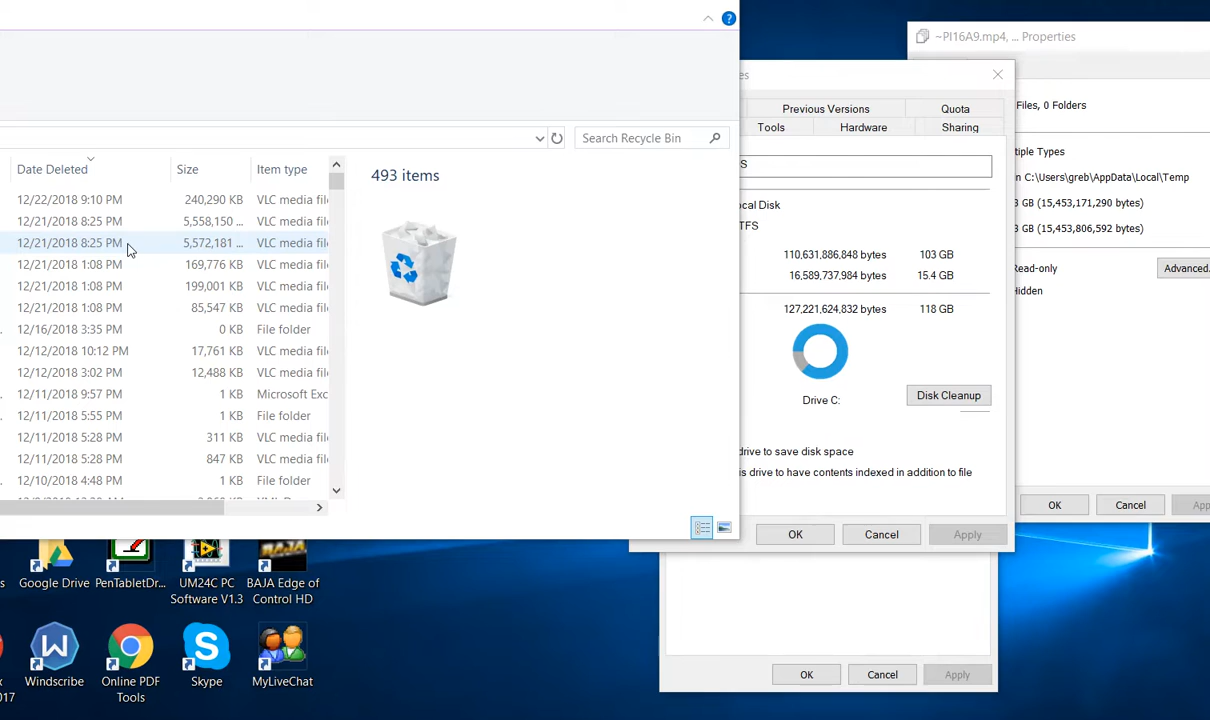 ~PI16A9.mp4, ... Properties
es
Search Recycle Bin
Date Deleted Size Item type
12/22/2018 9:10 PM 240,290 KB VLC media fil
12/21/2018 8:25 PM 5,558,150 ... VLC media fil
12/21/2018 8:25 PM 5,572,181 ... VLC media fil
12/21/2018 1:08 PM 169,776 KB VLC media fil
12/21/2018 1:08 PM 199,001 KB VLC media fil
12/21/2018 1:08 PM 85,547 KB VLC media fil
12/16/2018 3:35 PM 0 KB File folder
12/12/2018 10:12 PM 17,761 KB VLC media fil
12/12/2018 3:02 PM 12,488 KB VLC media fil
12/11/2018 9:57 PM 1 KB Microsoft Exc
12/11/2018 5:55 PM 1 KB File folder
12/11/2018 5:28 PM 311 KB VLC media fil
12/11/2018 5:28 PM 847 KB VLC media fil
12/10/2018 4:48 PM 1 KB File folder
493 items
Previous Versions Quota
Tools Hardware Sharing
S
ocal Disk
TFS
110,631,886,848 bytes 103 GB
16,589,737,984 bytes 15.4 GB
127,221,624,832 bytes 118 GB
Drive C:
Disk Cleanup
drive to save disk space
is drive to have contents indexed in addition to file
OK Cancel Apply
Files, 0 Folders
tiple Types
n C:\Users\greb\AppData\Local\Temp
3 GB (15,453,171,290 bytes)
3 GB (15,453,806,592 bytes)
Read-only
Advanced.
Hidden
OK Cancel Ap
OK Cancel Apply
s
Google Drive
PenTabletDr...
UM24C PC
Software V1.3
BAJA
BAJA Edge of
Control HD
x
017
Windscribe
Online PDF
Tools
Skype
MyLiveChat